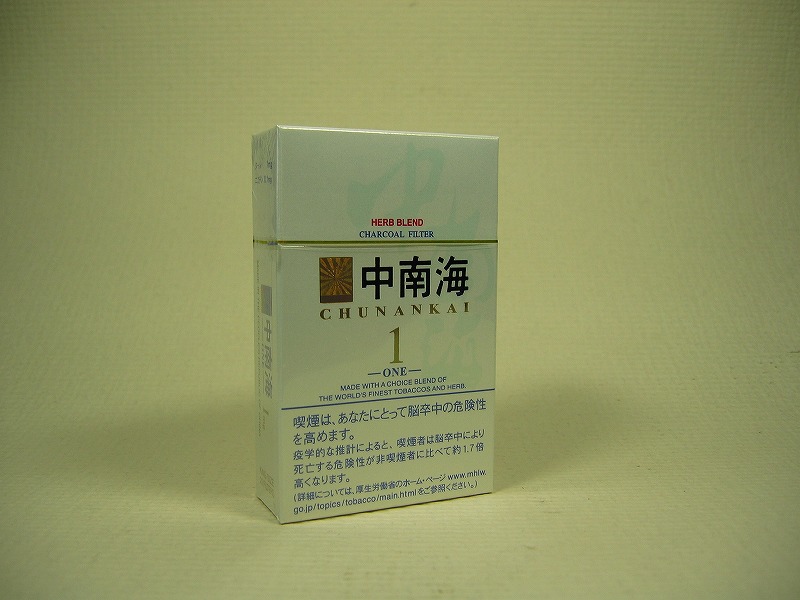 HERB BLEND
CHARCOAL FILTER
中南海
CHUNANKAI
1
ONE
MADE WITH A CHOICE BLEND OF
THE WORLD'S FINEST TOBACCOS AND HERB.
喫煙は、あなたにとって脳卒中の危険性
を高めます。
疫学的な推計によると、喫煙者は脳卒中により
死亡する危険性が非喫煙者に比べて約1.7倍
高くなります。
(詳細については、厚生労働省のホーム・ページ www.mhlw.
go.jp/topics/tobacco/main.htmlをご参照ください。)
中南海